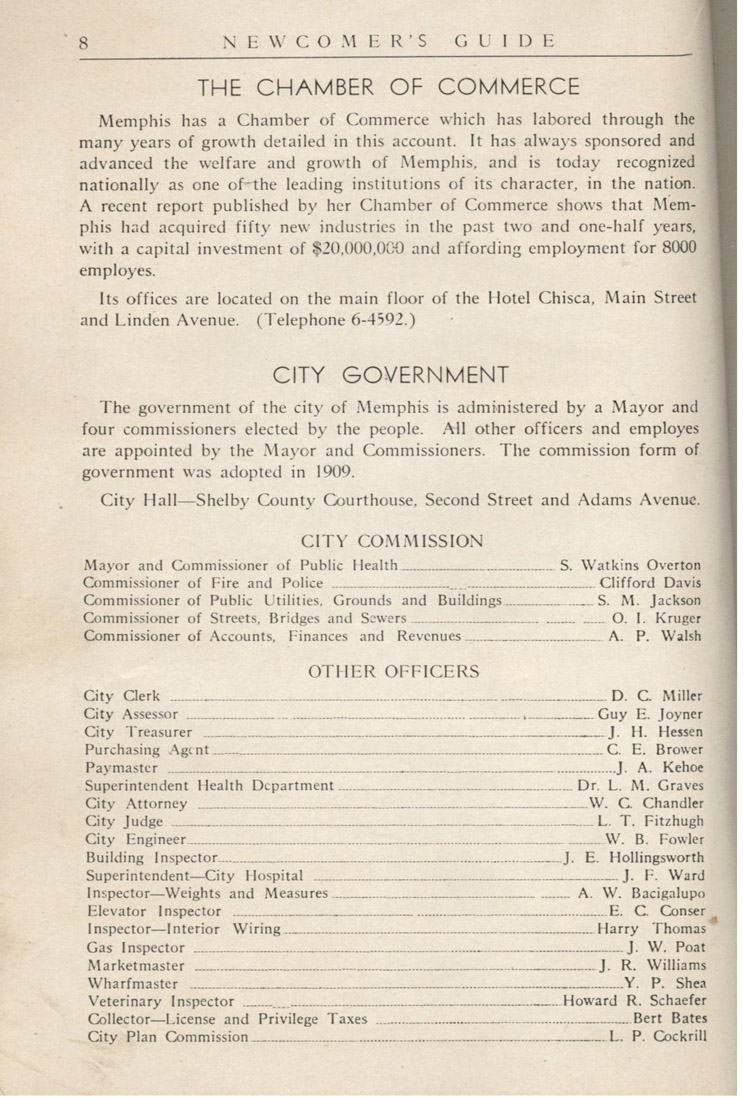 8 NEWCOMER'S GUIDE
THE CHAMBER OF COMMERCE
Memphis has a Chamber of Commerce which has labored through the
many years of growth detailed in this account. It has always sponsored and
advanced the welfare and growth of Memphis, and is today recognized
nationally as one of the leading institutions of its character, in the nation.
A recent report published by her Chamber of Commerce shows that Mem-
phis had acquired fifty new industries in the past two and one-half years,
with a capital investment of $20,000,000 and affording employment for 8000
employes.
Its offices are located on the main floor of the Hotel Chisca, Main Street
and Linden Avenue. (Telephone 6-4592.)
CITY GOVERNMENT
The government of the city of Memphis is administered by a Mayor and
four commissioners elected by the people. All other officers and employes
are appointed by the Mayor and Commissioners. The commission form of
government was adopted in 1909.
City Hall—Shelby County Courthouse, Second Street and Adams Avenue.
CITY COMMISSION
Mayor and Commissioner of Public Health S. Watkins Overton
Commissioner of Fire and Police Clifford Davis
Commissioner of Public Utilities, Grounds and Buildings S. M. Jackson
Commissioner of Streets, Bridges and Sewers O. I. Kruger
Commissioner of Accounts, Finances and Revenues A. P. Walsh
OTHER OFFICERS
City Clerk D. C. Miller
City Assessor Guy E. Joyner
City Treasurer J. H. Hessen
Purchasing Agent C. E. Brower
Paymaster J. A. Kehoe
Superintendent Health Department Dr. L. M. Graves
City Attorney W. C. Chandler
City Judge L. T. Fitzhugh
City Engineer W. B. Fowler
Building Inspector J. E. Hollingsworth
Superintendent—City Hospital J. F. Ward
Inspector—Weights and Measures A. W. Bacigalupo
Elevator Inspector E. C. Conser
Inspector—Interior Wiring Harry Thomas
Gas Inspector J. W. Poat
Marketmaster J. R. Williams
Wharfmaster Y. P. Shea
Veterinary Inspector Howard R. Schaefer
Collector—License and Privilege Taxes Bert Bates
City Plan Commission L. P. Cockrill